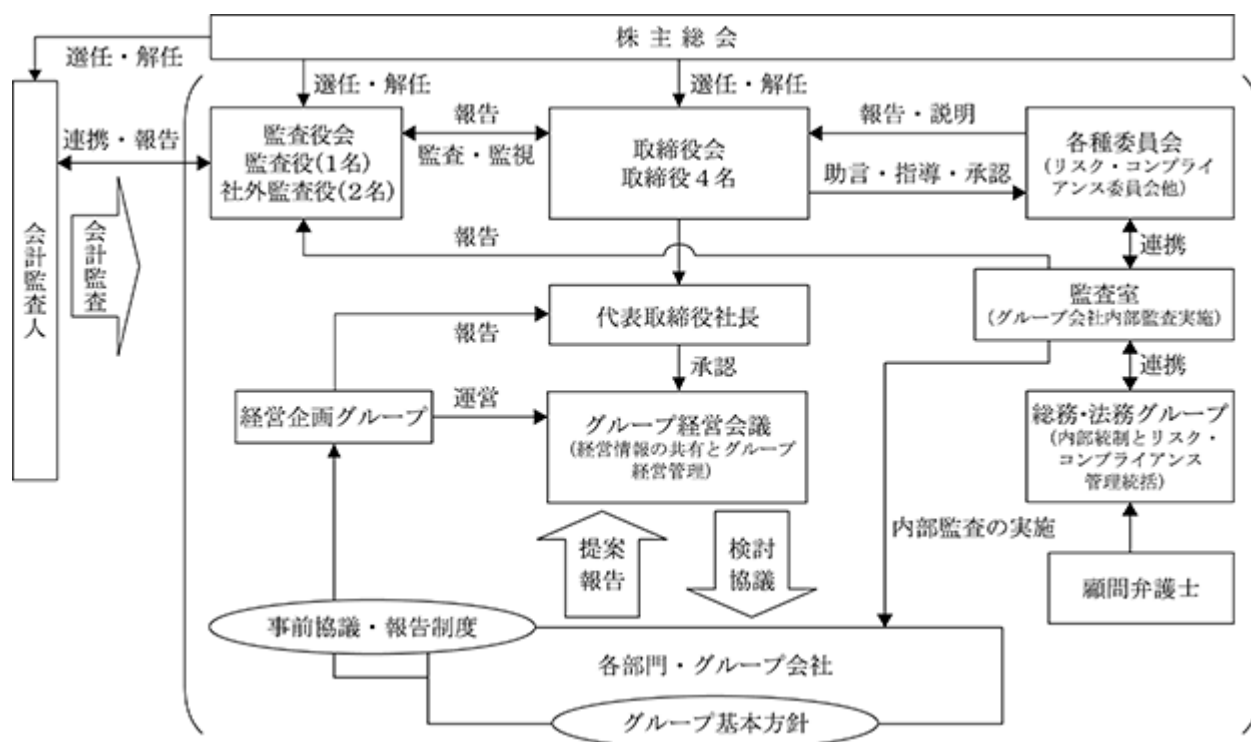 株主総会
選任・解任
選任・解任
選任・解任
監査役会
監査役(1名)
社外監査役(2名)
報告
監査・監視
取締役会
取締役4名
報告・説明
助言・指導・承認
各種委員会
(リスク・コンプライ
アンス委員会他)
連携・報告
会計監査人
会計監査
報告
連携
監査室
(グループ会社内部監査実施)
代表取締役社長
報告
承認
連携
経営企画グループ
運営
グループ経営会議
(経営情報の共有とグループ
経営管理)
総務・法務グループ
(内部統制とリスク・
コンプライアンス
管理統括)
提案
報告
検討
協議
内部監査の実施
顧問弁護士
事前協議・報告制度
各部門・グループ会社
グループ基本方針